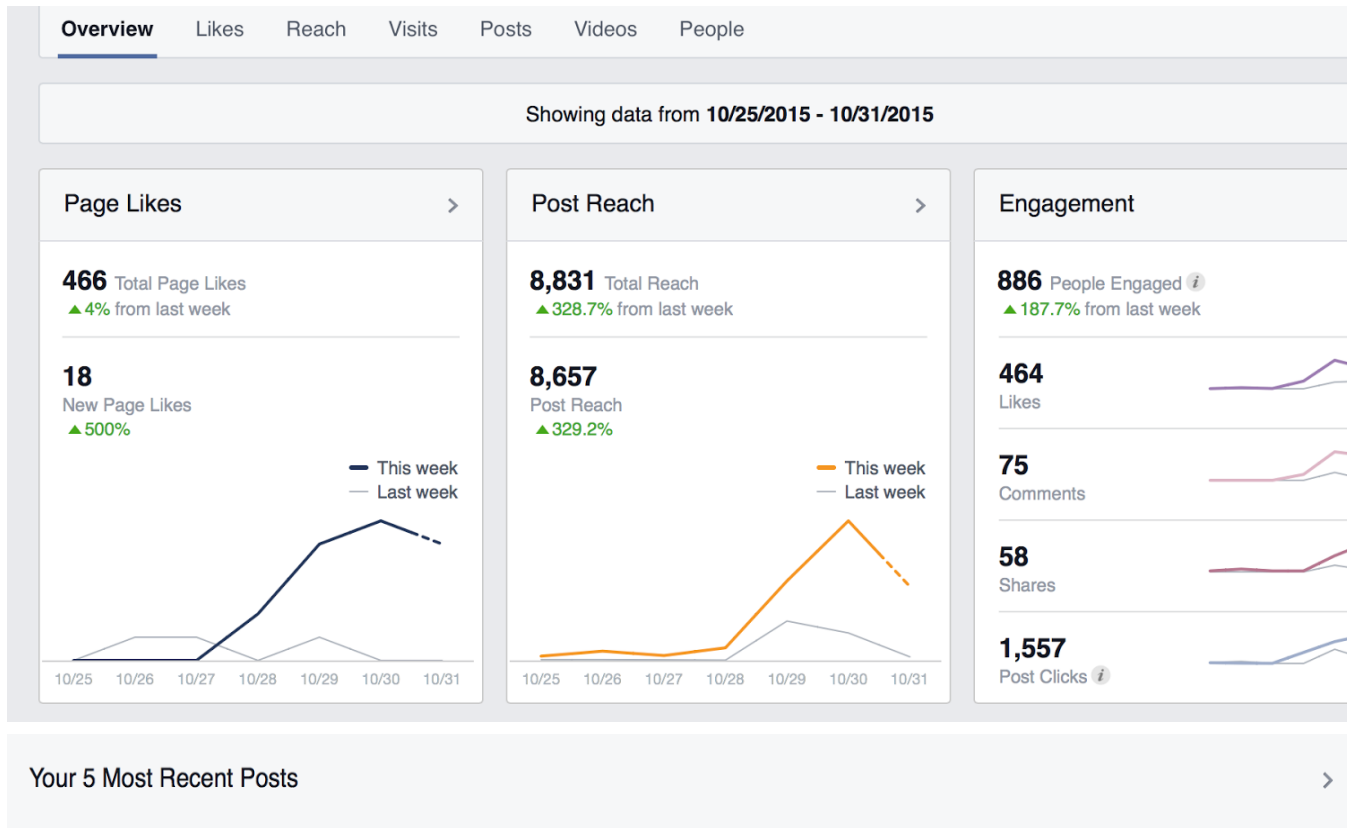 Overview Likes Reach Visits Posts Videos People
Showing data from 10/25/2015 - 10/31/2015
Page Likes
466 Total Page Likes
4% from last week
18
New Page Likes
500%
This week
Last week
10/25 10/26 10/27 10/28 10/29 10/30 10/31
Post Reach
8,831 Total Reach
328.7% from last week
8,657
Post Reach
329.2%
This week
Last week
10/25 10/26 10/27 10/28 10/29 10/30 10/31
Engagement
886 People Engaged i
187.7% from last week
464
Likes
75
Comments
58
Shares
1,557
Post Clicks i
Your 5 Most Recent Posts